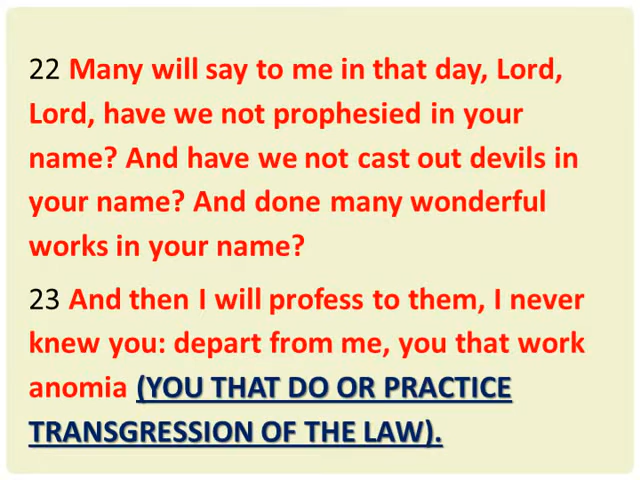 22 Many will say to me in that day, Lord,
Lord, have we not prophesied in your
name? And have we not cast out devils in
your name? And done many wonderful
works in your name?
23 And then I will profess to them, I never
knew you: depart from me, you that work
anomia (YOU THAT DO OR PRACTICE
TRANSGRESSION OF THE LAW).